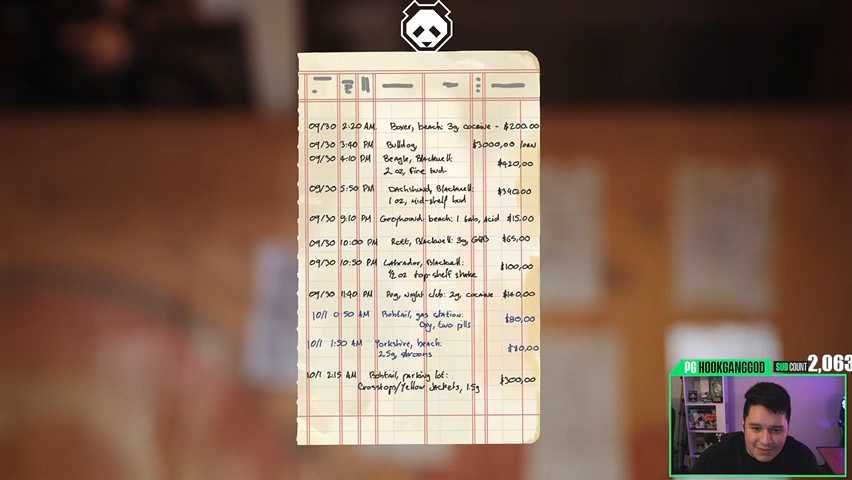 09/30 2:20 AM Boxer, beach: 3g, cocaine - $200.00
09/30 3:40 PM Bulldog, $3000,00 loan
09/30 4:10 PM Beagle, Blackwell: $420,00
2 oz, fire bud
09/30 5:50 PM Dachshund, Blackwell: $340,00
1 oz, mid-shelf bud
09/30 9:10 PM Greyhound, beach: 1 tab, acid $15.00
09/30 10:00 PM Rott, Blackwell: 3g, GHB $65,00
09/30 10:50 PM Labrador, Blackwell: $100,00
½ oz top-shelf shake
09/30 11:40 PM Pug, night club: 2g, cocaine $140,00
10/1 0:50 AM Bobtail, gas station: $80,00
Oxy, two pills
10/1 1:50 AM Yorkshire, beach:
2.5g, shrooms
10/1 2:15 AM Bobtail, parking lot: $300,00
Crosstops/Yellow Jackets, 1.5g
PG HOOKGANGGOD SUB COUNT 2,063